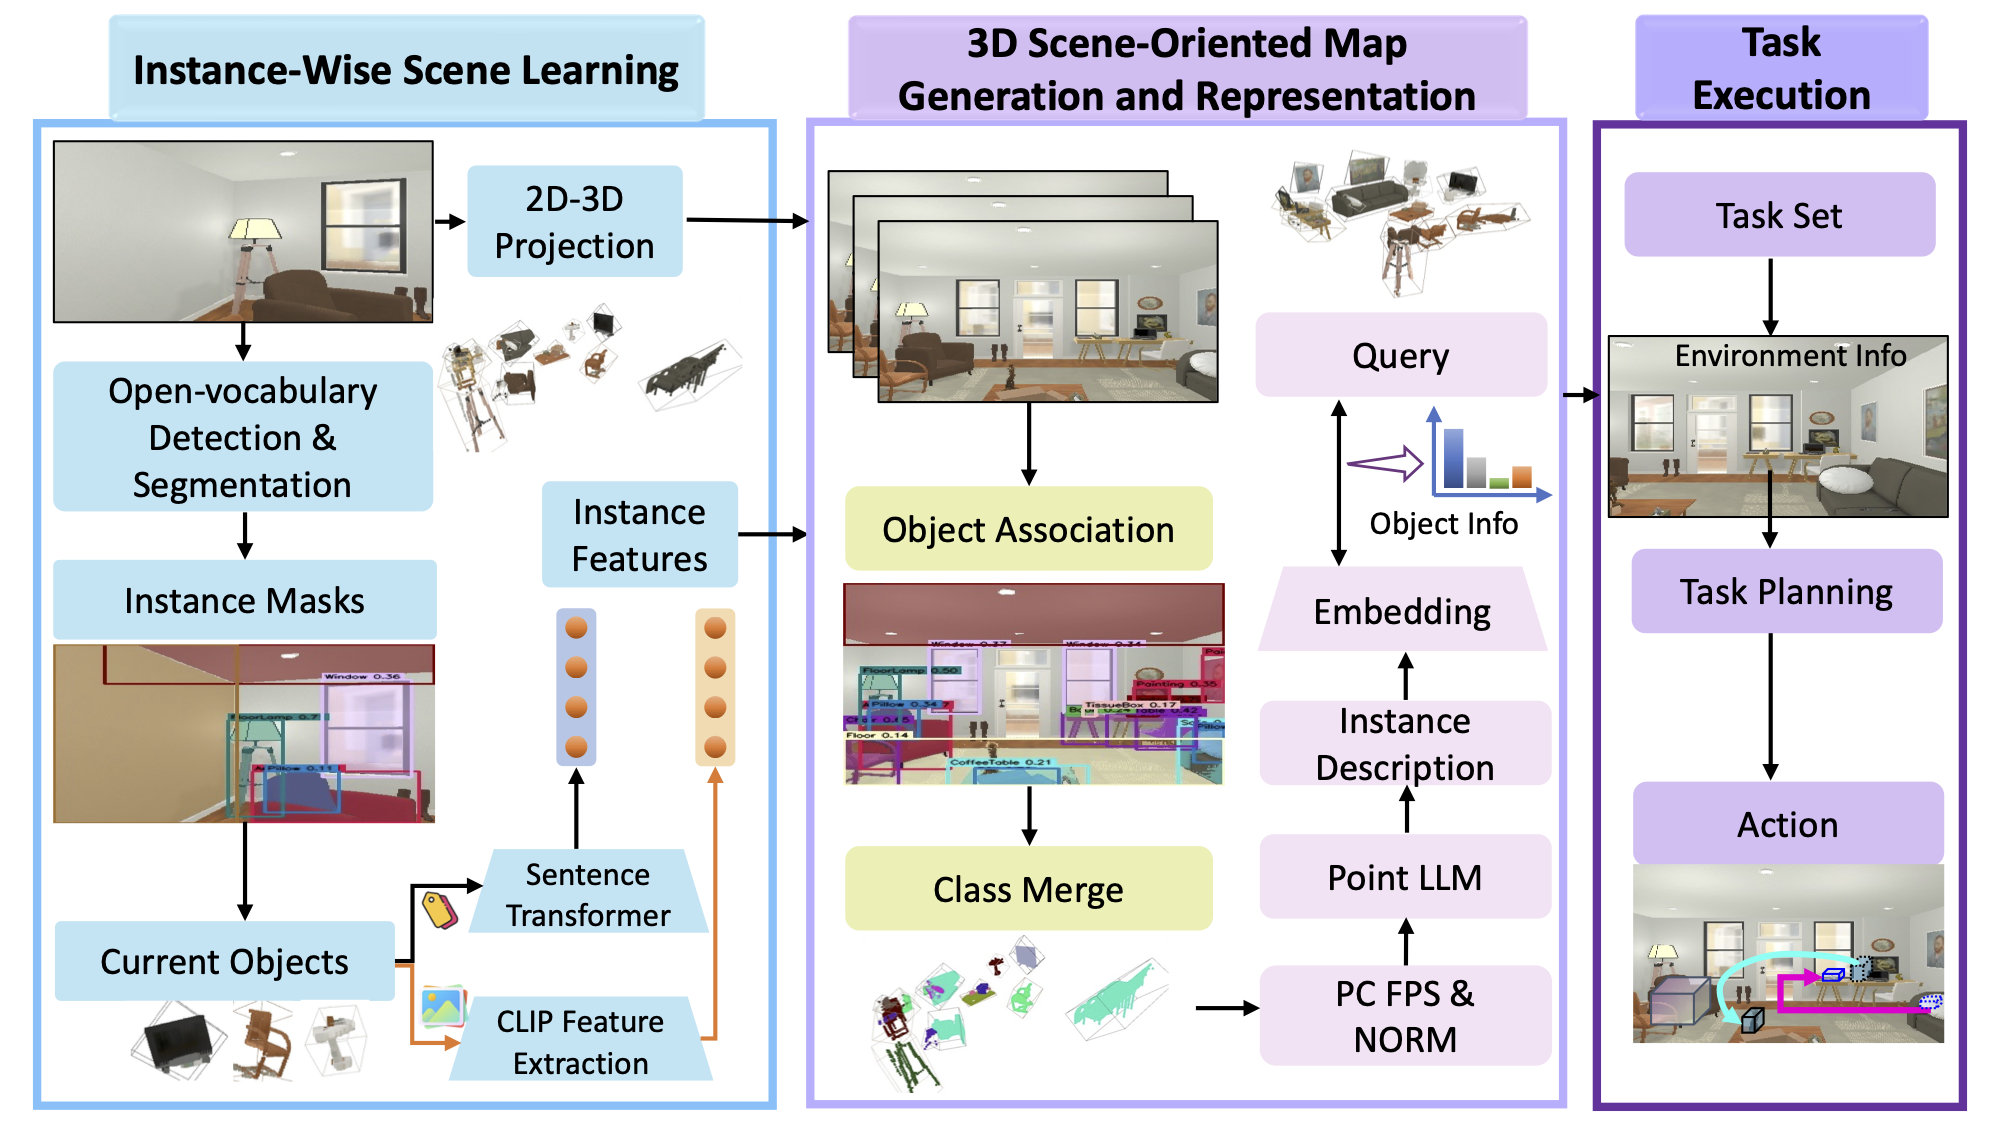 Instance-Wise Scene Learning
2D-3D
Projection
Open-vocabulary
Detection &
Segmentation
Instance Masks
Window 0.36
FloorLamp 0.7
Pillow 0.11
Instance
Features
Sentence
Transformer
Current Objects
CLIP Feature
Extraction
3D Scene-Oriented Map
Generation and Representation
Object Association
Window 0.37
Window 0.34
FloorLamp 0.50
Painting 0.35
Pillow 0.34
TissueBox 0.17
Floor 0.14
CoffeeTable 0.21
Class Merge
Query
Object Info
Embedding
Instance
Description
Point LLM
PC FPS &
NORM
Task
Execution
Task Set
Environment Info
Task Planning
Action